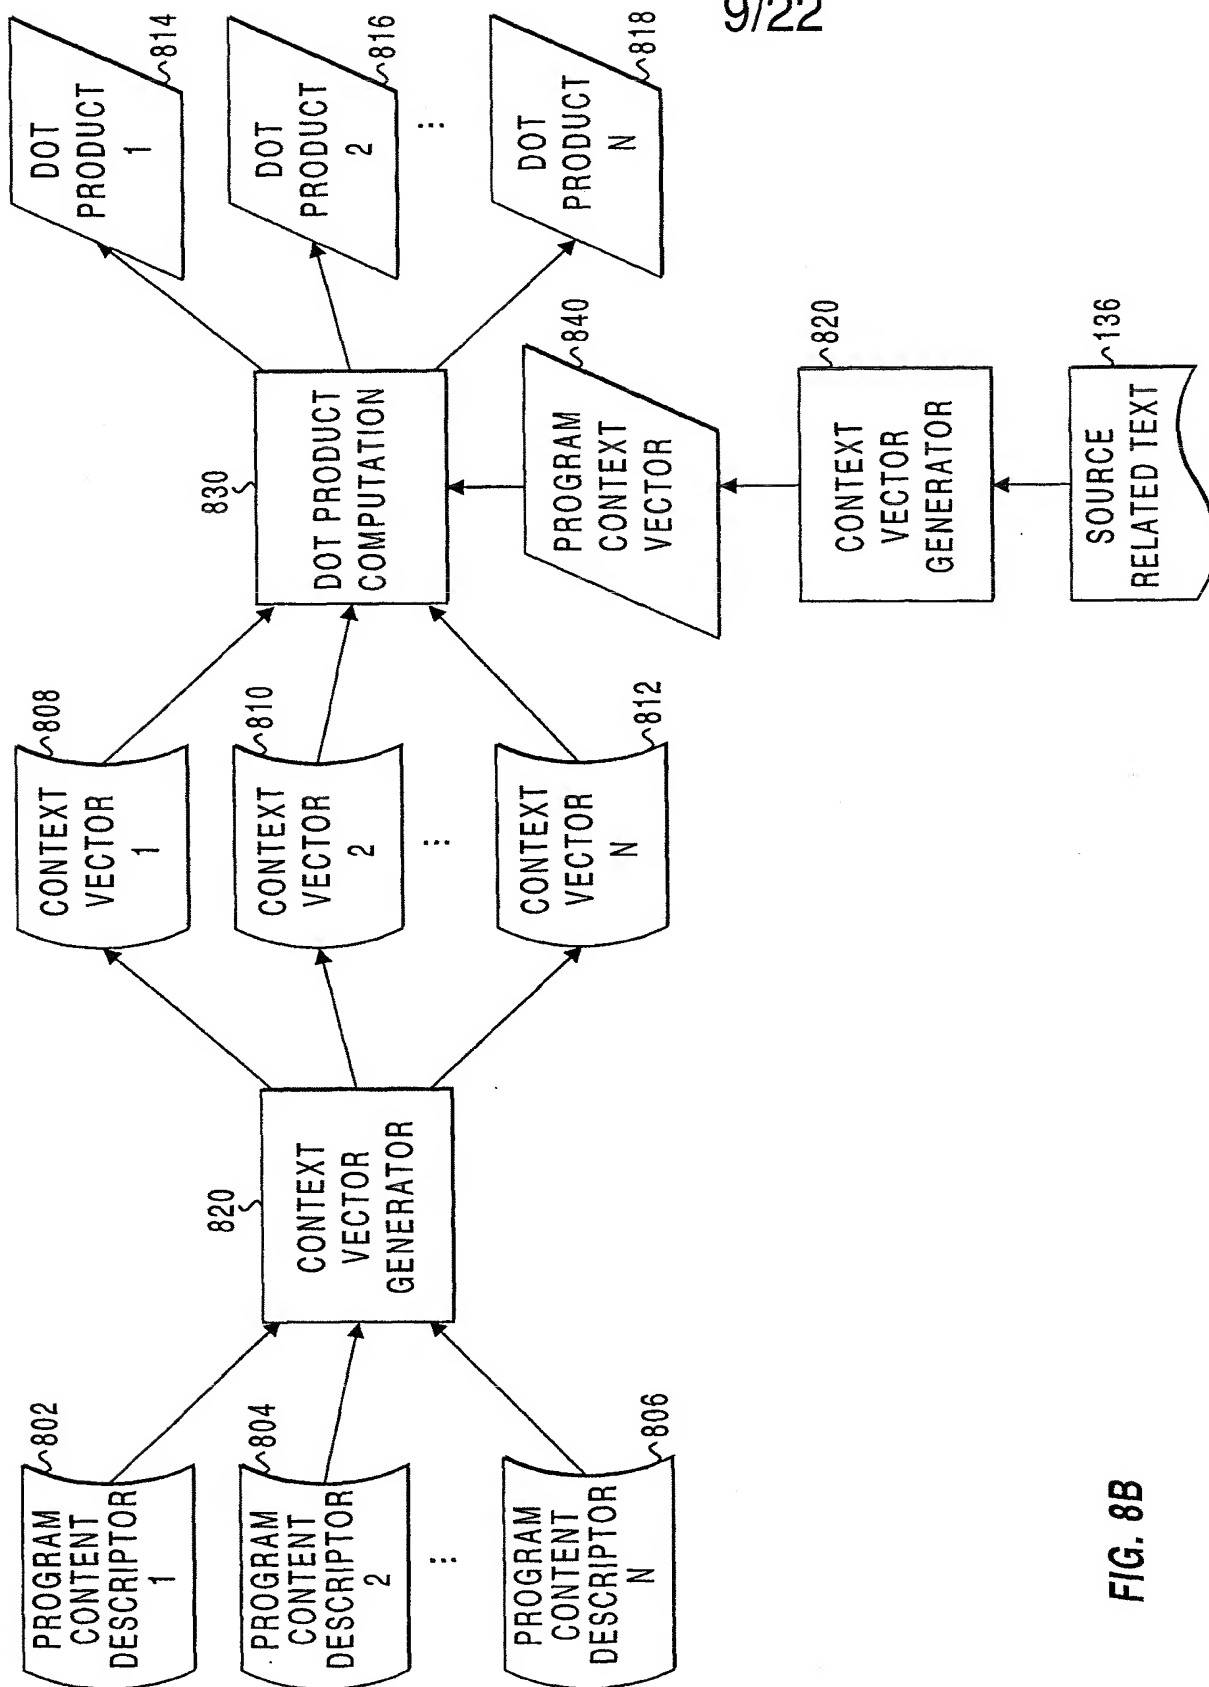 9/22
PROGRAM
CONTENT
DESCRIPTOR
1
802
PROGRAM
CONTENT
DESCRIPTOR
2
804
⋮
PROGRAM
CONTENT
DESCRIPTOR
N
806
820
CONTEXT
VECTOR
GENERATOR
CONTEXT
VECTOR
1
808
CONTEXT
VECTOR
2
810
⋮
CONTEXT
VECTOR
N
812
830
DOT PRODUCT
COMPUTATION
DOT
PRODUCT
1
814
DOT
PRODUCT
2
816
⋮
DOT
PRODUCT
N
818
PROGRAM
CONTEXT
VECTOR
840
CONTEXT
VECTOR
GENERATOR
820
SOURCE
RELATED TEXT
136
FIG. 8B